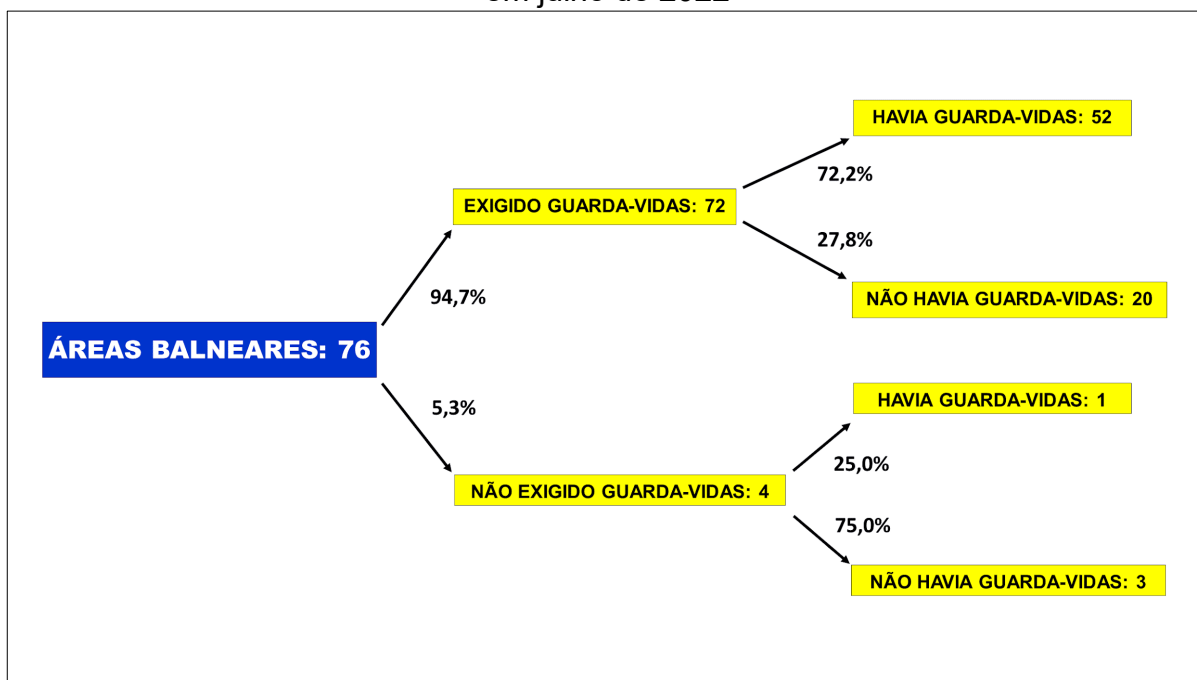 HAVIA GUARDA-VIDAS: 52
72,2%
EXIGIDO GUARDA-VIDAS: 72
27,8%
94,7%
NÃO HAVIA GUARDA-VIDAS: 20
ÁREAS BALNEARES: 76
5,3%
HAVIA GUARDA-VIDAS: 1
25,0%
NÃO EXIGIDO GUARDA-VIDAS: 4
75,0%
NÃO HAVIA GUARDA-VIDAS: 3